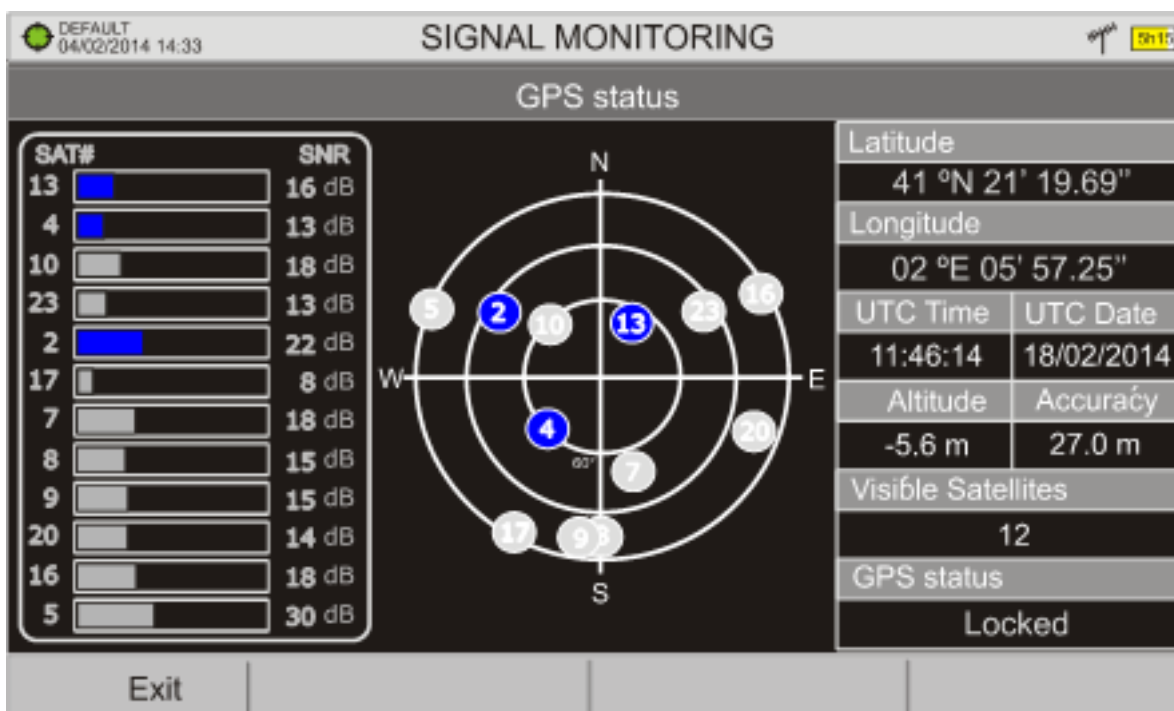 DEFAULT
04/02/2014 14:33
SIGNAL MONITORING
5h15
GPS status
SAT# SNR
13 16 dB
4 13 dB
10 18 dB
23 13 dB
2 22 dB
17 8 dB
7 18 dB
8 15 dB
9 15 dB
20 14 dB
16 18 dB
5 30 dB
N
5 2 10 13 23 16
W E
4 20
60°
7
17 9 8
S
Latitude
41 ºN 21' 19.69"
Longitude
02 ºE 05' 57.25"
UTC Time UTC Date
11:46:14 18/02/2014
Altitude Accuraćy
-5.6 m 27.0 m
Visible Satellites
12
GPS status
Locked
Exit